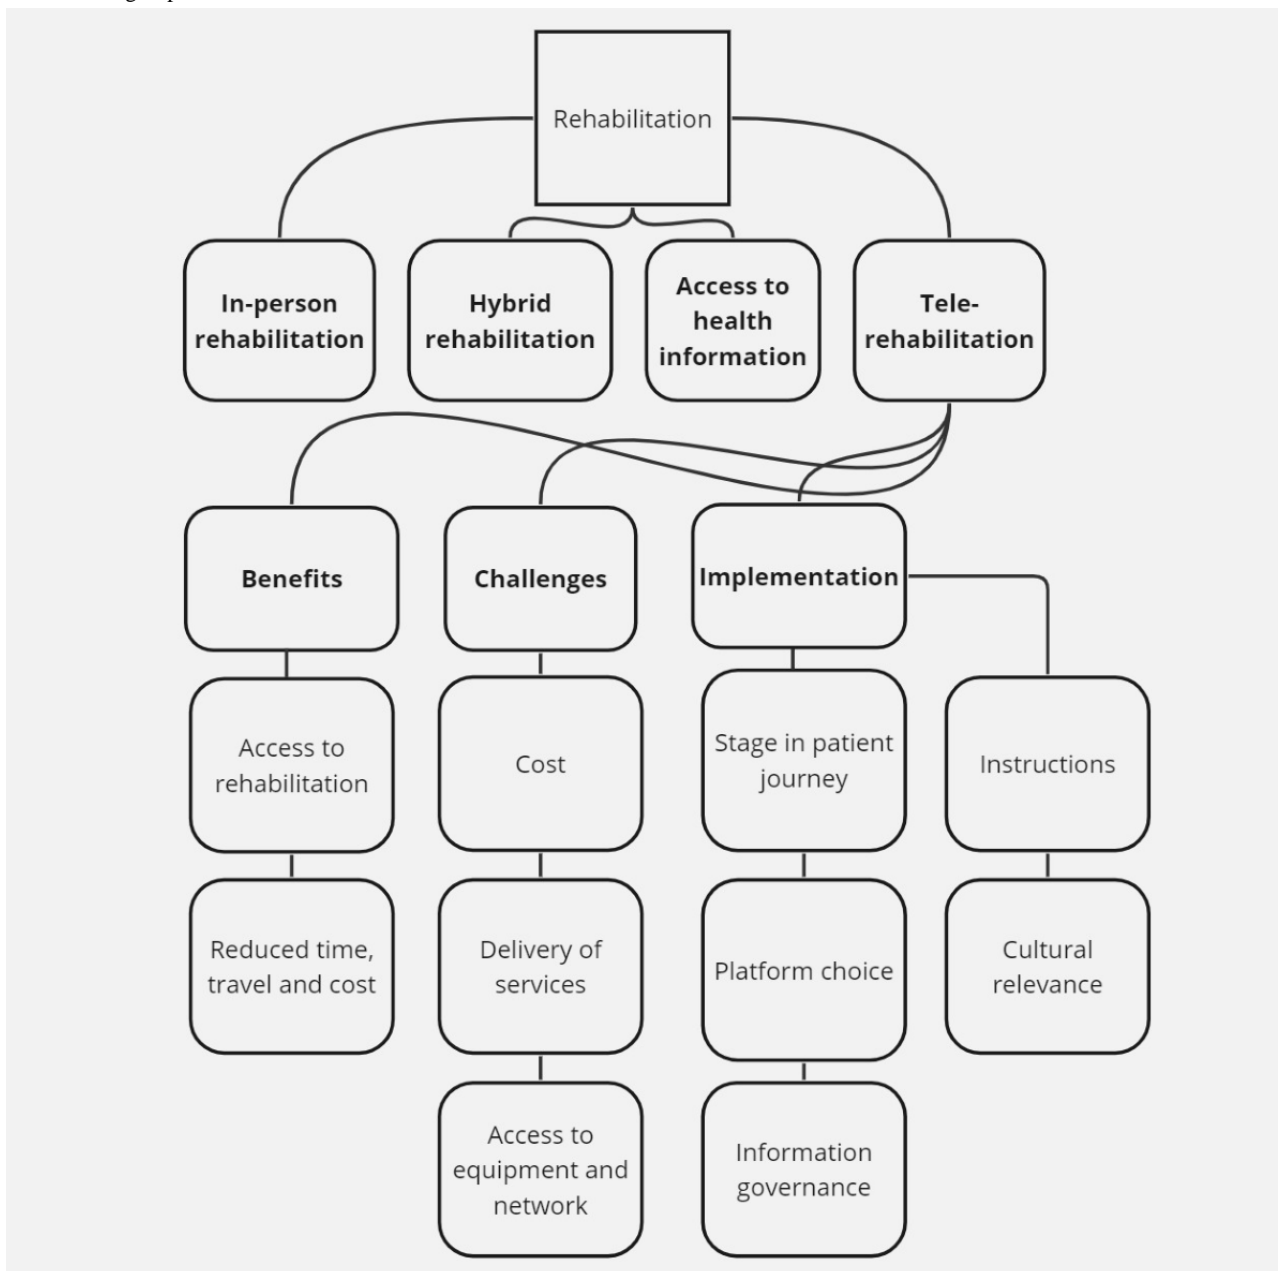 Rehabilitation
In-person
rehabilitation
Hybrid
rehabilitation
Access to
health
information
Tele-
rehabilitation
Benefits
Challenges
Implementation
Access to
rehabilitation
Cost
Stage in patient
journey
Instructions
Reduced time,
travel and cost
Delivery of
services
Platform choice
Cultural
relevance
Access to
equipment and
network
Information
governance